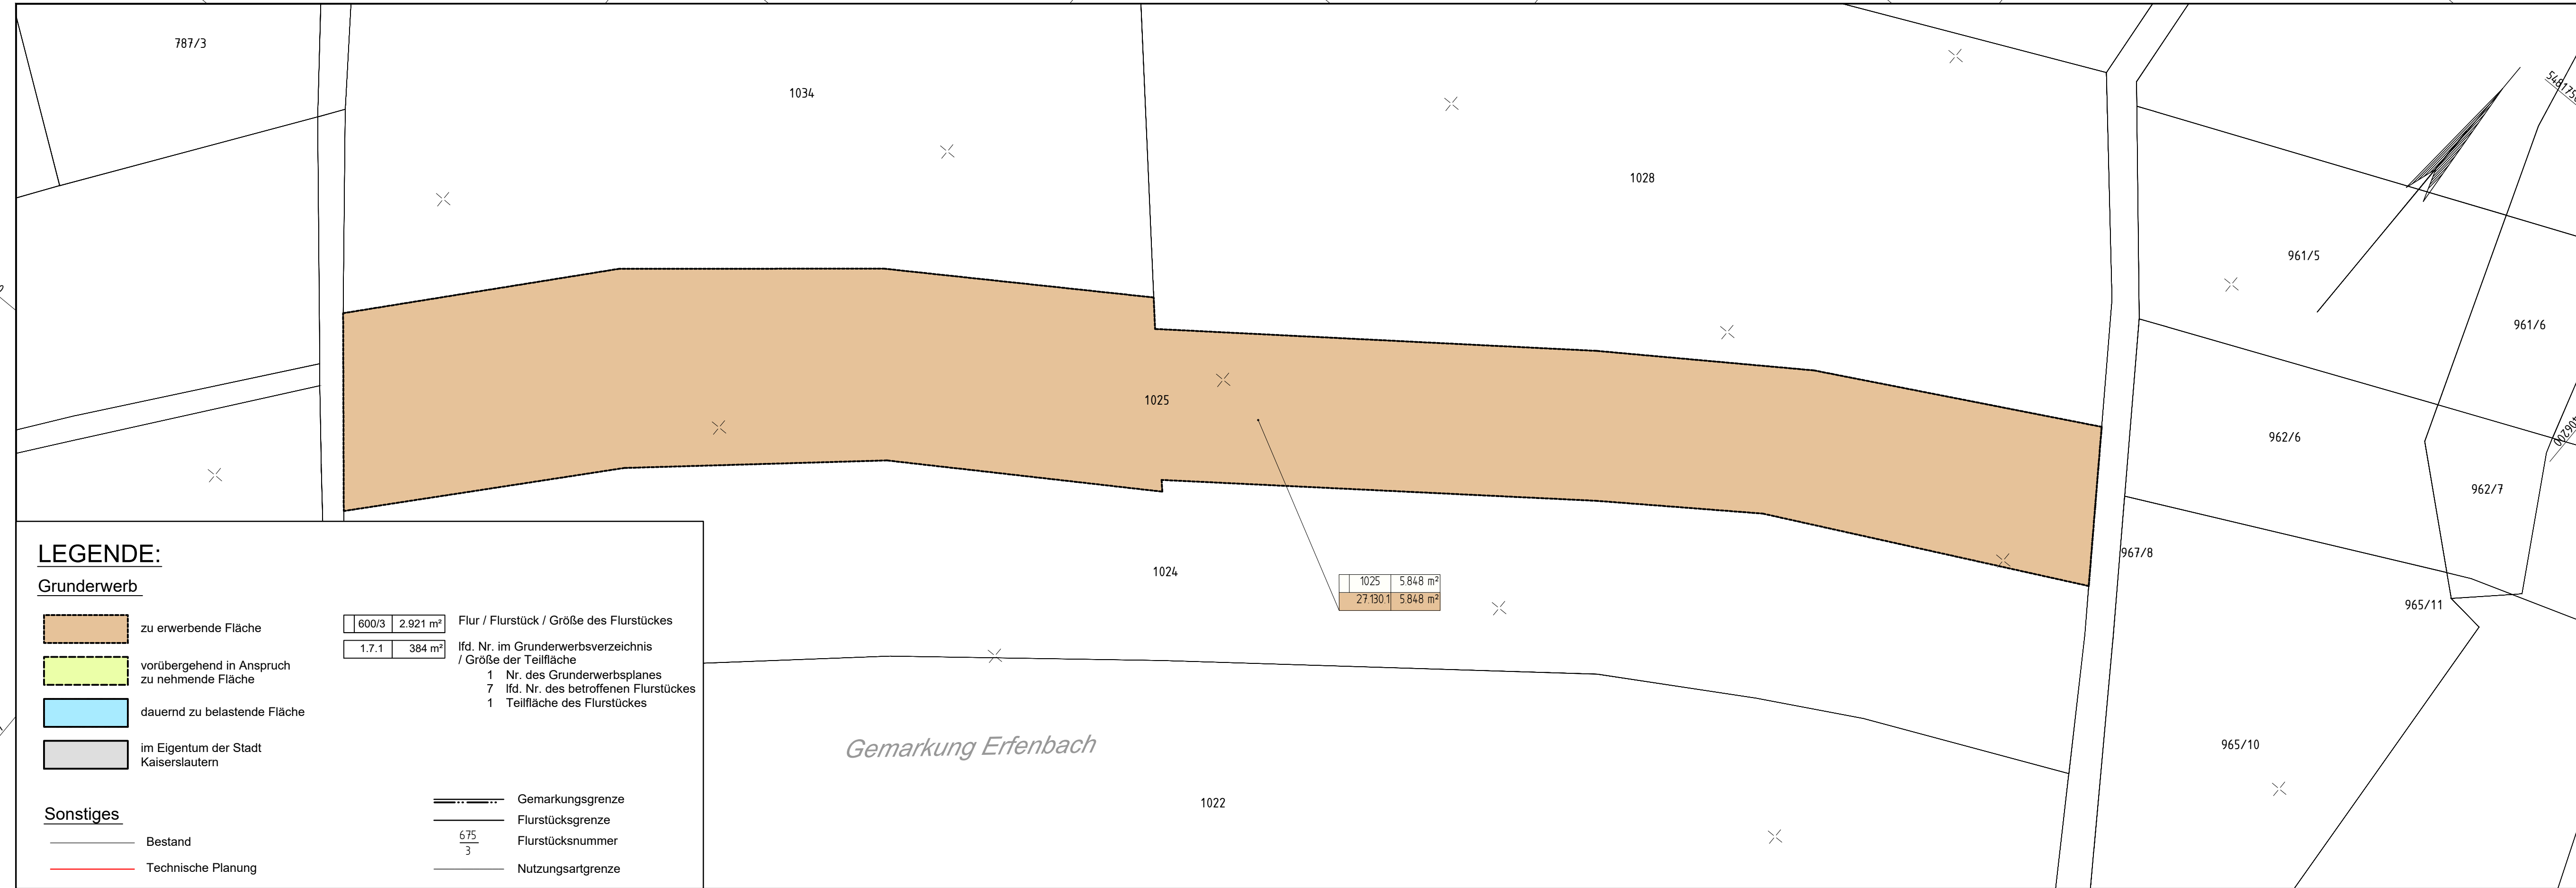 787/3
1034
1028
961/5
961/6
1025
962/6
962/7
967/8
965/11
965/10
1024
1025 5.848 m²
27.130.1 5.848 m²
Gemarkung Erfenbach
1022
LEGENDE:
Grunderwerb
zu erwerbende Fläche
vorübergehend in Anspruch
zu nehmende Fläche
dauernd zu belastende Fläche
im Eigentum der Stadt
Kaiserslautern
600/3 2.921 m² Flur / Flurstück / Größe des Flurstückes
1.7.1 384 m² lfd. Nr. im Grunderwerbsverzeichnis
/ Größe der Teilfläche
1 Nr. des Grunderwerbsplanes
7 lfd. Nr. des betroffenen Flurstückes
1 Teilfläche des Flurstückes
Sonstiges
Bestand
Technische Planung
Gemarkungsgrenze
Flurstücksgrenze
675
3 Flurstücksnummer
Nutzungsartgrenze